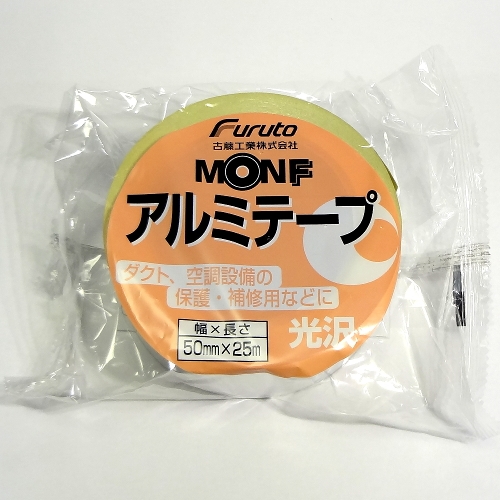 Furuto
古藤工業株式会社
MONF
アルミテープ
ダクト、空調設備の
保護・補修用などに
幅×長さ
50mm×25m
光沢